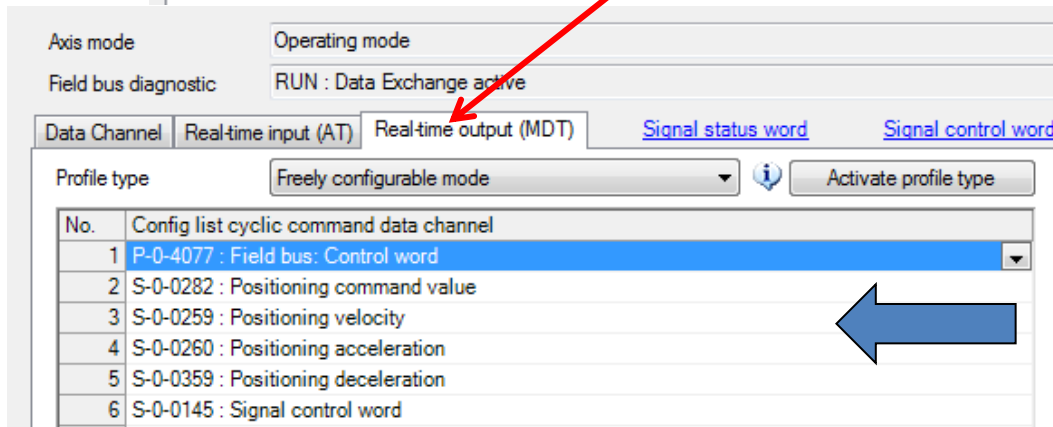 Axis mode Operating mode
Field bus diagnostic RUN : Data Exchange active
Data Channel Real-time input (AT) Real-time output (MDT) Signal status word Signal control word
Profile type Freely configurable mode Activate profile type
No. Config list cyclic command data channel
1 P-0-4077 : Field bus: Control word
2 S-0-0282 : Positioning command value
3 S-0-0259 : Positioning velocity
4 S-0-0260 : Positioning acceleration
5 S-0-0359 : Positioning deceleration
6 S-0-0145 : Signal control word